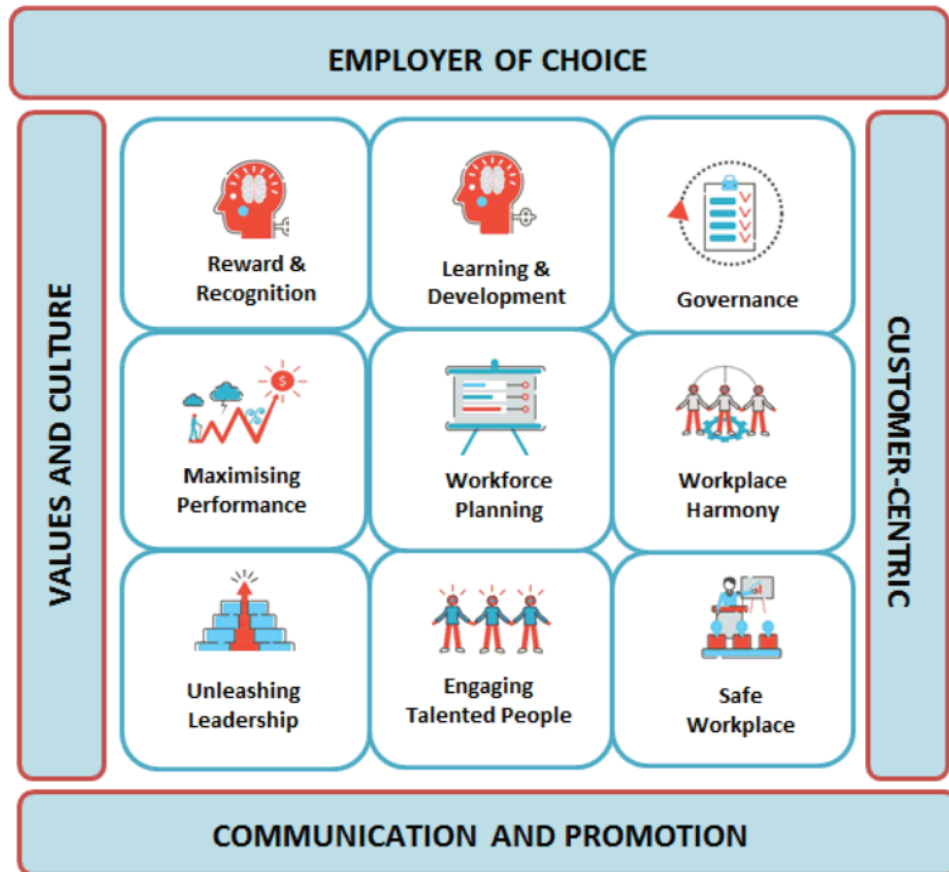 EMPLOYER OF CHOICE
VALUES AND CULTURE
Reward &
Recognition
Learning &
Development
Governance
Maximising
Performance
Workforce
Planning
Workplace
Harmony
Unleashing
Leadership
Engaging
Talented People
Safe
Workplace
CUSTOMER-CENTRIC
COMMUNICATION AND PROMOTION